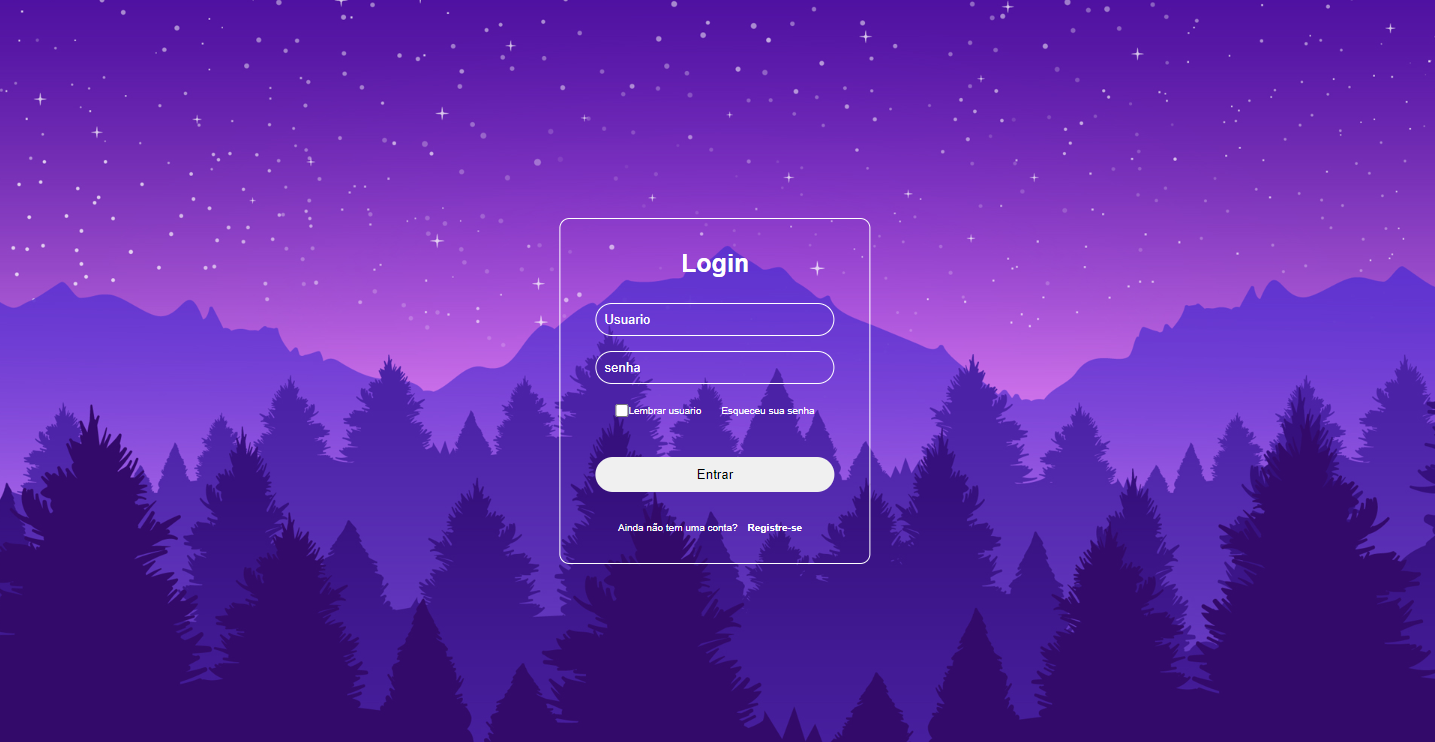 Login
Usuario
senha
Lembrar usuario Esqueceu sua senha
Entrar
Ainda não tem uma conta? Registre-se